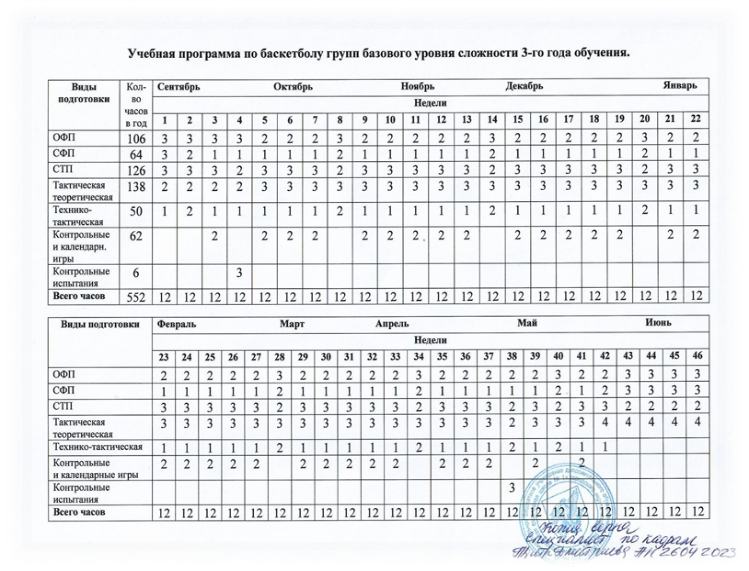 Учебная программа по баскетболу групп базового уровня сложности 3-го года обучения.
Виды подготовки Кол-во часов в год Сентябрь Октябрь Ноябрь Декабрь Январь
Недели
1 2 3 4 5 6 7 8 9 10 11 12 13 14 15 16 17 18 19 20 21 22
ОФП 106 3 3 3 3 2 2 2 3 2 2 2 2 2 3 2 2 2 2 2 3 2 2
СФП 64 3 2 1 1 1 1 1 2 1 1 1 1 1 2 1 1 1 1 1 2 1 1
СТП 126 3 3 3 2 3 3 3 2 3 3 3 3 3 2 3 3 3 3 3 2 3 3
Тактическая 138 2 2 2 2 3 3 3 3 3 3 3 3 3 3 3 3 3 3 3 3 3 3
теоретическая
Технико- 50 1 2 1 1 1 1 1 2 1 1 1 1 1 2 1 1 1 1 1 2 1 1
тактическая
Контрольные 62 2 2 2 2 2 2 2 2 2 2 2 2 2 2 2 2
и календарн.
игры
Контрольные 6 3
испытания
Всего часов 552 12 12 12 12 12 12 12 12 12 12 12 12 12 12 12 12 12 12 12 12 12 12
Виды подготовки Февраль Март Апрель Май Июнь
Недели
23 24 25 26 27 28 29 30 31 32 33 34 35 36 37 38 39 40 41 42 43 44 45 46
ОФП 2 2 2 2 2 3 2 2 2 2 2 3 2 2 2 2 2 3 2 2 3 3 3 3
СФП 1 1 1 1 1 2 1 1 1 1 1 2 1 1 1 1 1 2 1 2 3 3 3 3
СТП 3 3 3 3 3 2 3 3 3 3 3 2 3 3 3 2 3 2 3 3 2 2 2 2
Тактическая 3 3 3 3 3 3 3 3 3 3 3 3 3 3 3 2 3 3 3 4 4 4 4 4
теоретическая
Технико-тактическая 1 1 1 1 1 2 1 1 1 1 1 2 1 1 1 2 1 2 1 1
Контрольные 2 2 2 2 2 2 2 2 2 2 2 2 2 2 2
и календарные игры
Контрольные 3
испытания
Всего часов 12 12 12 12 12 12 12 12 12 12 12 12 12 12 12 12 12 12 12 12 12 12 12 12
Копия верна
специалист по кадрам
26.04.2023